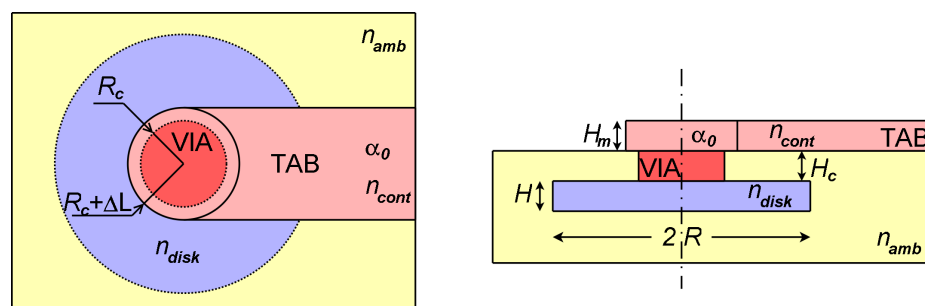 n_amb
R_c
VIA
TAB
α_0
n_cont
R_c+ΔL
n_disk
H_m
α_0
n_cont
TAB
VIA
H_c
H
n_disk
2 R
n_amb